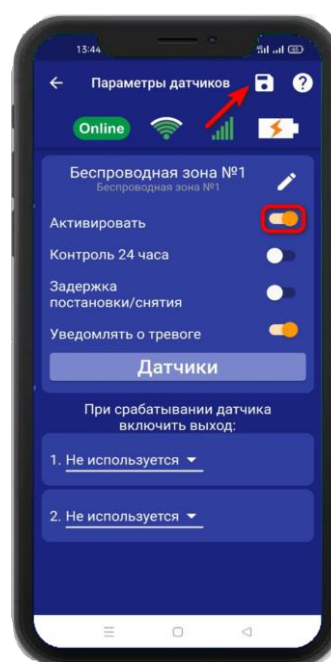 13:44
Параметры датчиков
Online
Беспроводная зона №1
Беспроводная зона №1
Активировать
Контроль 24 часа
Задержка
постановки/снятия
Уведомлять о тревоге
Датчики
При срабатывании датчика
включить выход:
1. Не используется
2. Не используется